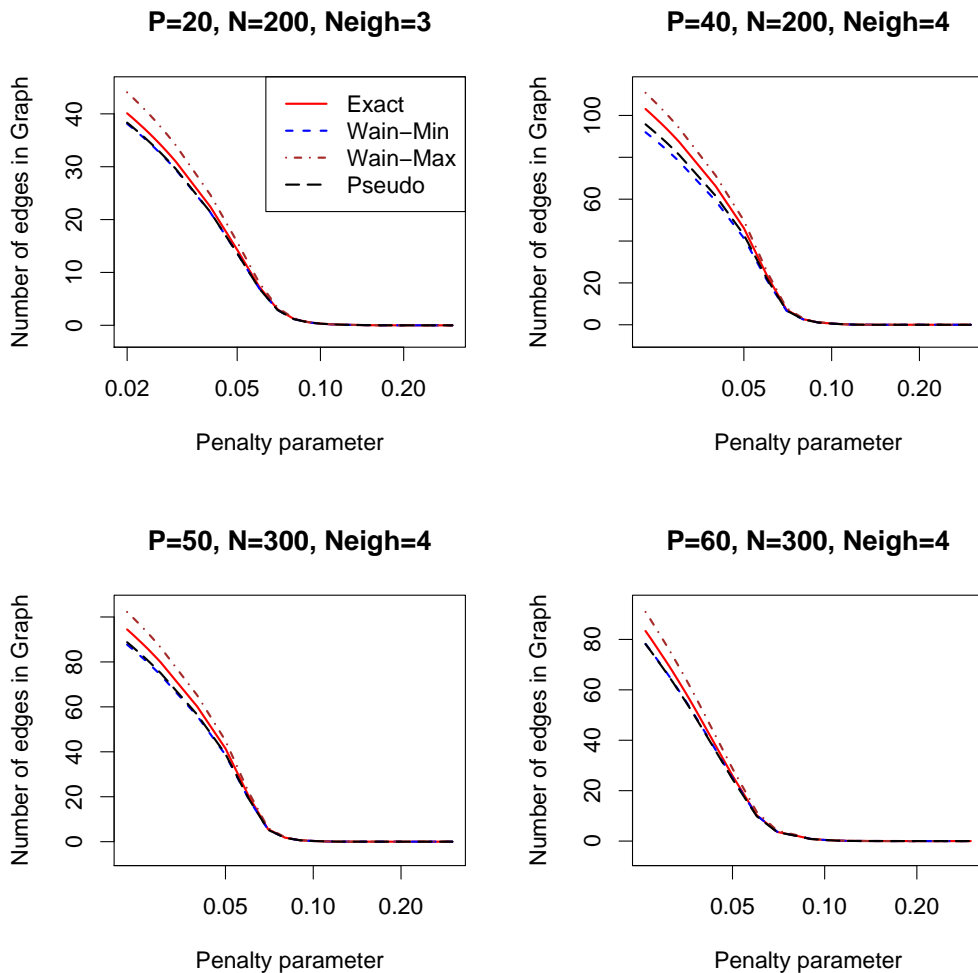 P=20, N=200, Neigh=3
Number of edges in Graph
40
30
20
10
0
Exact
Wain−Min
Wain−Max
Pseudo
0.02
0.05
0.10
0.20
Penalty parameter
P=40, N=200, Neigh=4
Number of edges in Graph
100
60
20
0
0.05
0.10
0.20
Penalty parameter
P=50, N=300, Neigh=4
Number of edges in Graph
80
60
40
20
0
0.05
0.10
0.20
Penalty parameter
P=60, N=300, Neigh=4
Number of edges in Graph
80
60
40
20
0
0.05
0.10
0.20
Penalty parameter